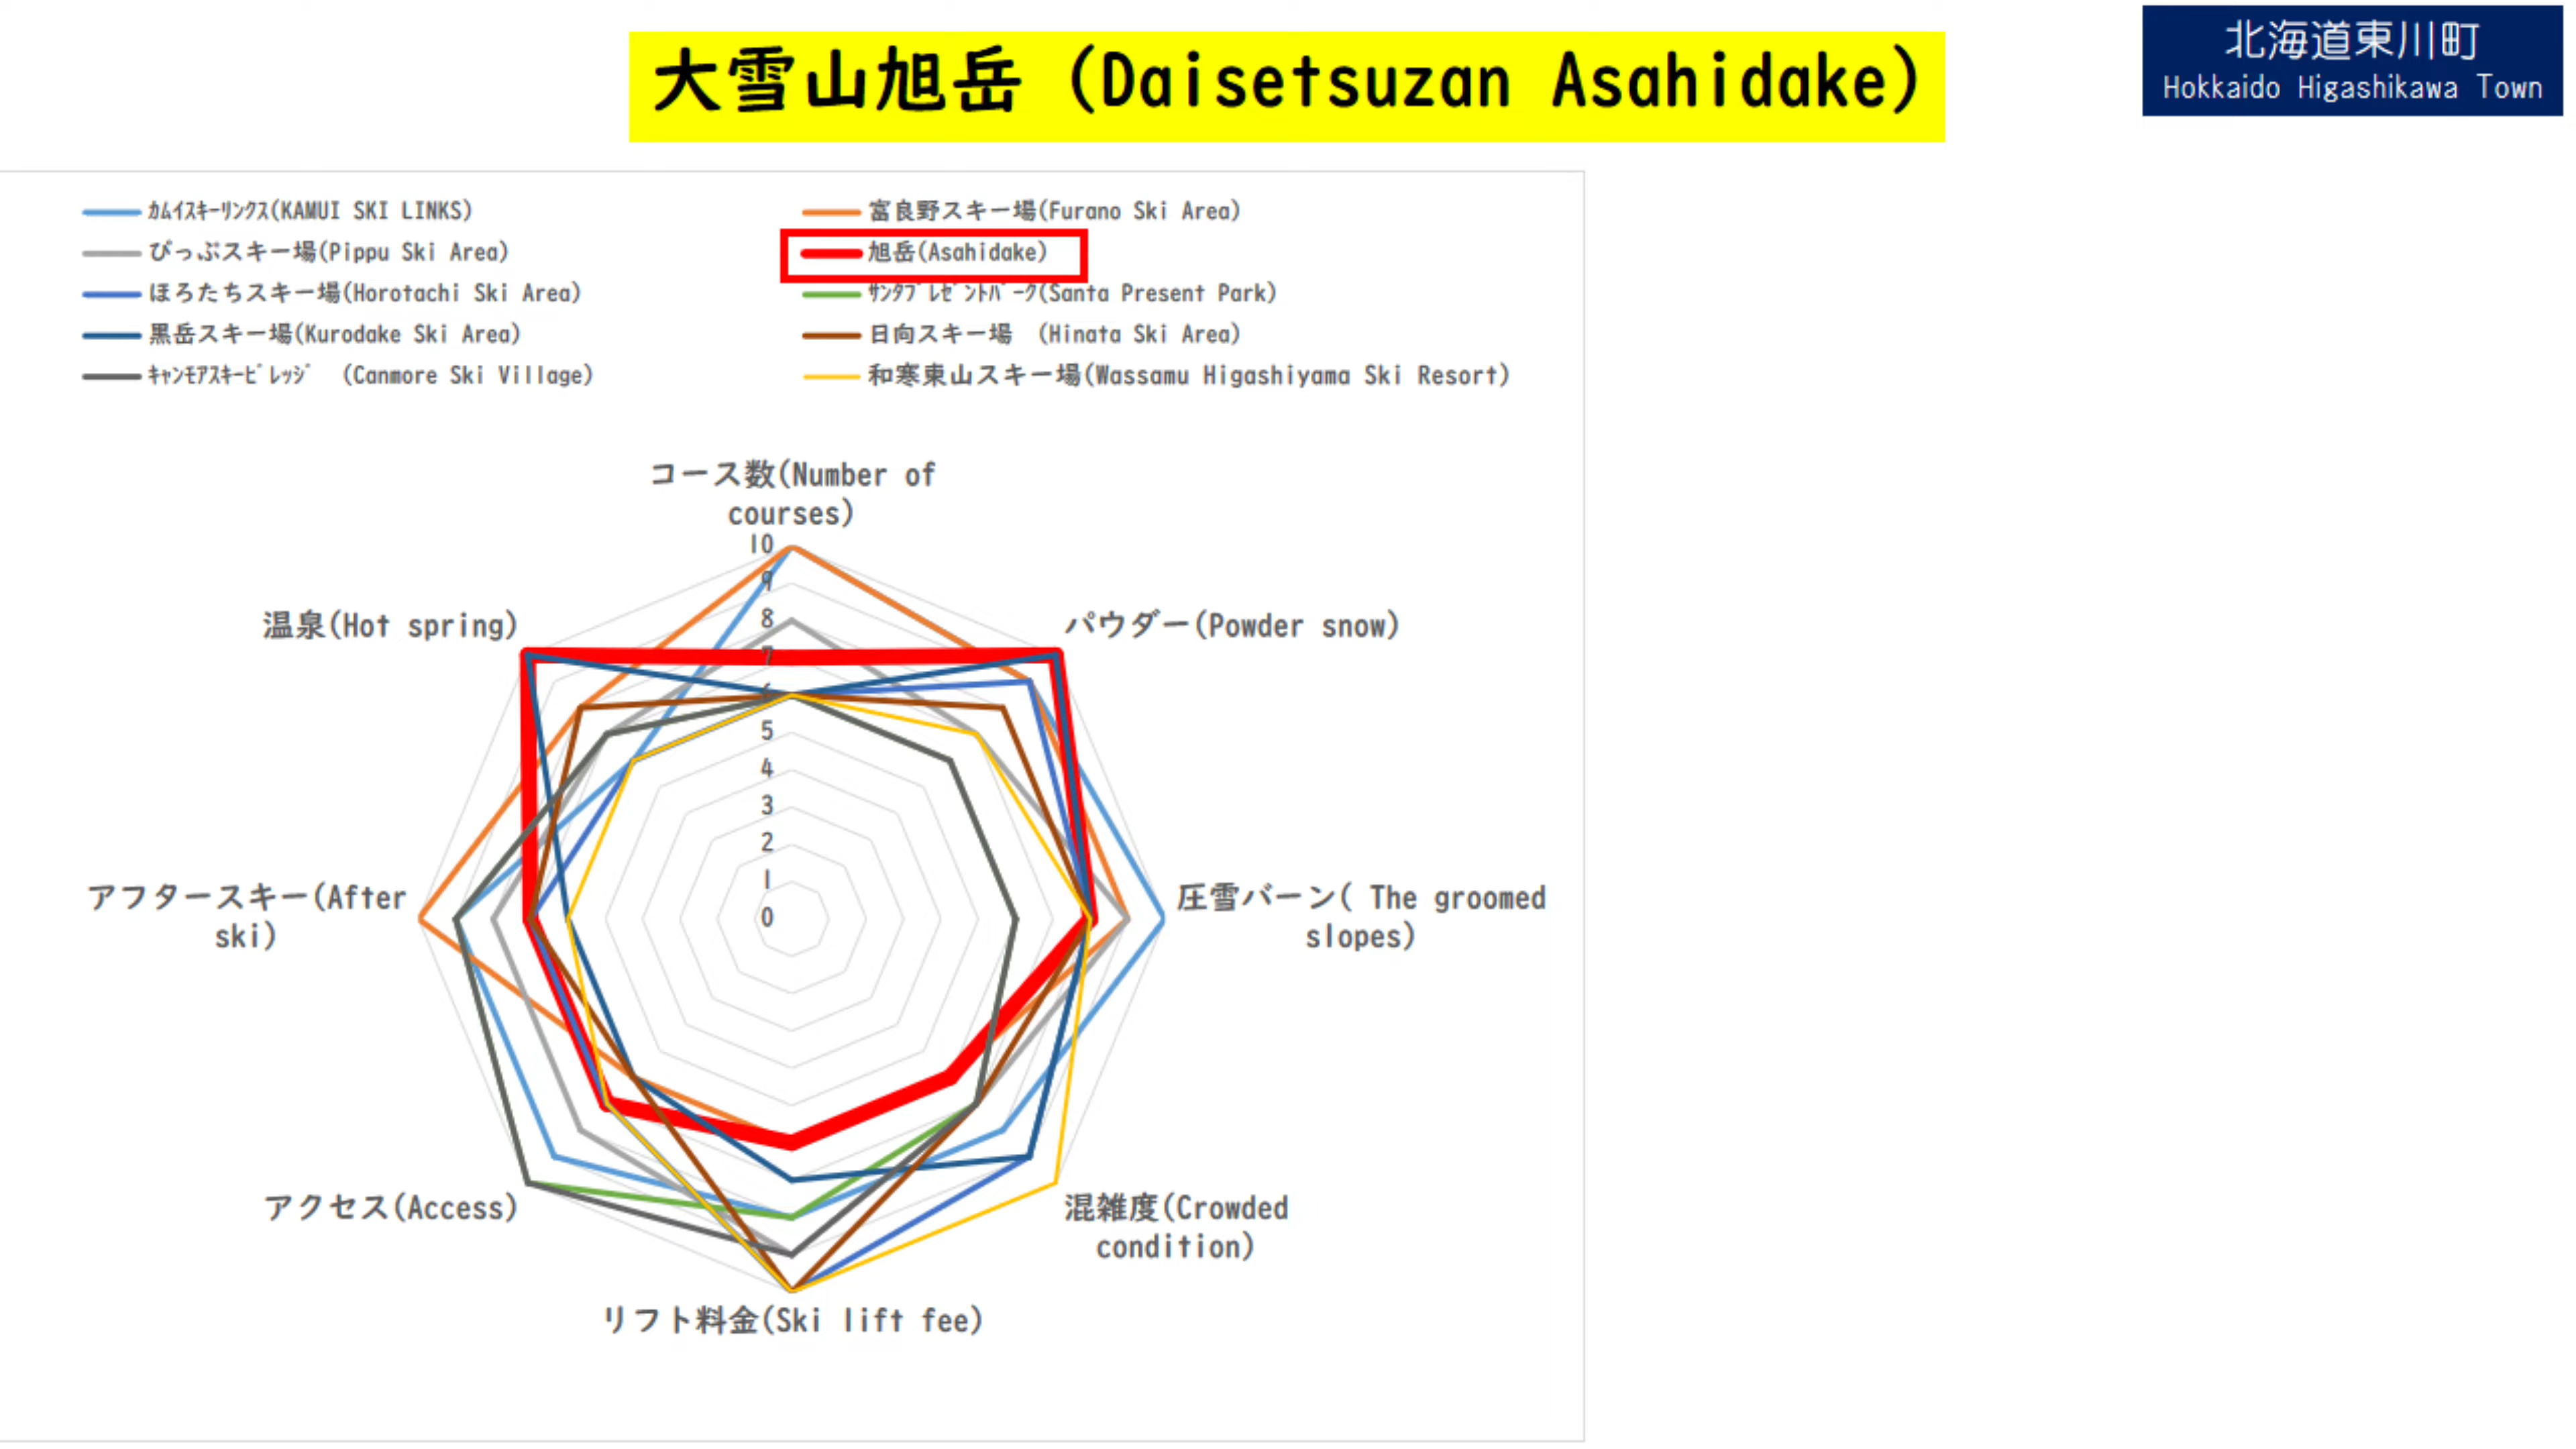 大雪山旭岳 (Daisetsuzan Asahidake)
北海道東川町
Hokkaido Higashikawa Town
ｶﾑｲｽｷｰﾘﾝｸｽ(KAMUI SKI LINKS)
富良野スキー場(Furano Ski Area)
ぴっぷスキー場(Pippu Ski Area)
旭岳(Asahidake)
ほろたちスキー場(Horotachi Ski Area)
ｻﾝﾀﾌﾟﾚｾﾞﾝﾄﾊﾟｰｸ(Santa Present Park)
黒岳スキー場(Kurodake Ski Area)
日向スキー場 (Hinata Ski Area)
ｷｬﾝﾓｱｽｷｰﾋﾞﾚｯｼﾞ (Canmore Ski Village)
和寒東山スキー場(Wassamu Higashiyama Ski Resort)
コース数(Number of
courses)
10
9
8
7
6
5
4
3
2
1
0
温泉(Hot spring)
パウダー(Powder snow)
アフタースキー(After
ski)
圧雪バーン( The groomed
slopes)
アクセス(Access)
混雑度(Crowded
condition)
リフト料金(Ski lift fee)